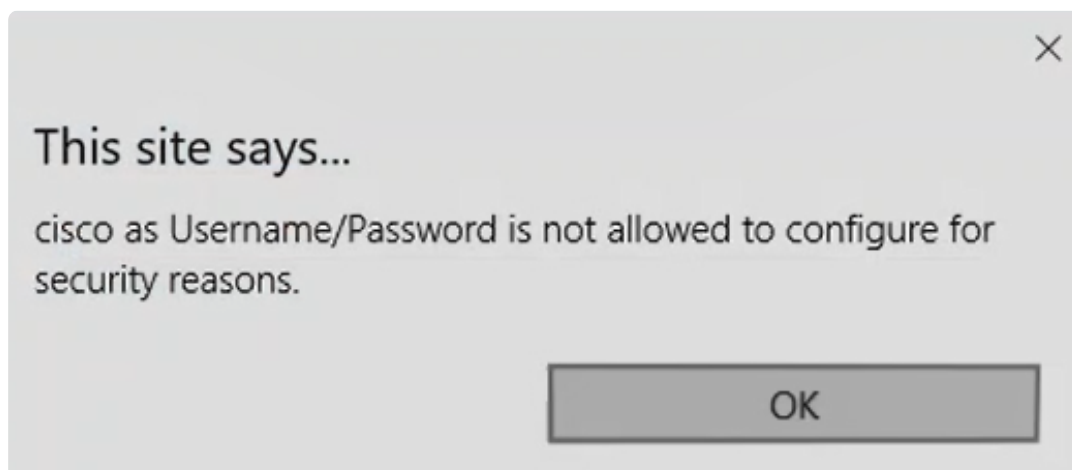 This site says...
cisco as Username/Password is not allowed to configure for
security reasons.
OK